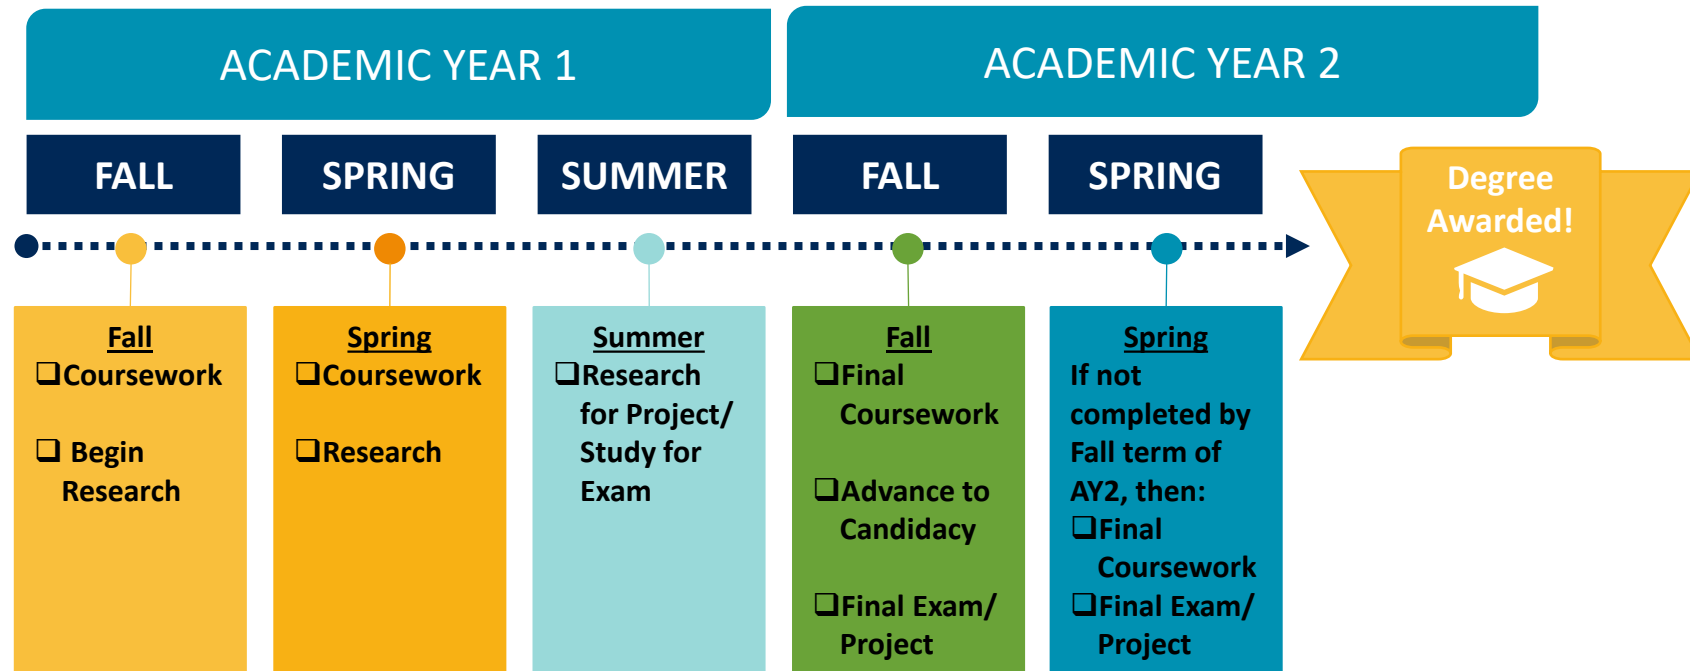 ACADEMIC YEAR 1
ACADEMIC YEAR 2
FALL
SPRING
SUMMER
FALL
SPRING
Degree
Awarded!
Fall
❑Coursework
❑ Begin
Research
Spring
❑Coursework
❑Research
Summer
❑Research
for Project/
Study for
Exam
Fall
❑Final
Coursework
❑Advance to
Candidacy
❑Final Exam/
Project
Spring
If not
completed by
Fall term of
AY2, then:
❑Final
Coursework
❑Final Exam/
Project